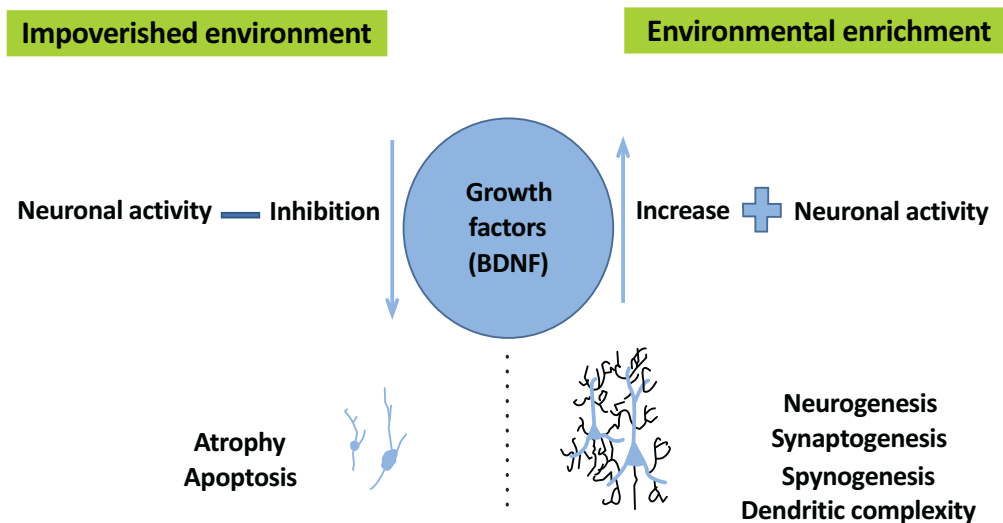 Impoverished environment
Environmental enrichment
Neuronal activity
Inhibition
Growth
factors
(BDNF)
Increase
Neuronal activity
Atrophy
Apoptosis
Neurogenesis
Synaptogenesis
Spynogenesis
Dendritic complexity